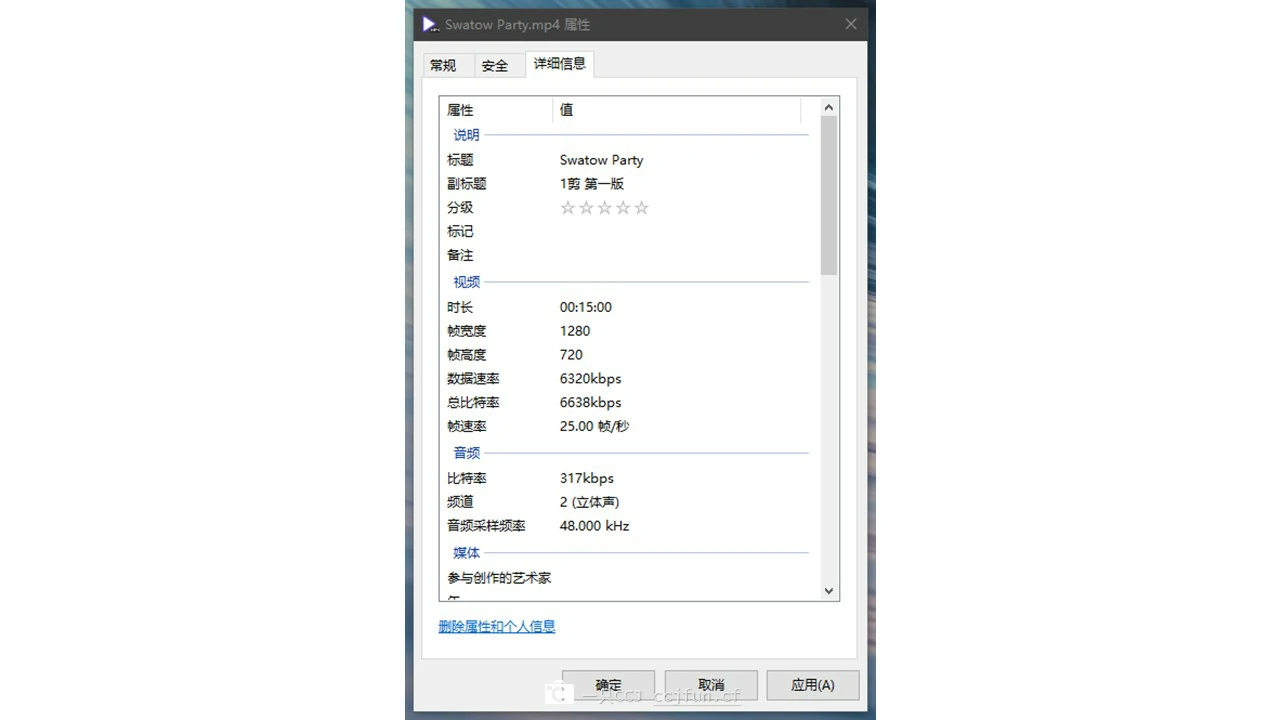 Swatow Party.mp4 属性
常规 安全 详细信息
属性 值
说明
标题 Swatow Party
副标题 1剪 第一版
分级 ☆☆☆☆☆
标记
备注
视频
时长 00:15:00
帧宽度 1280
帧高度 720
数据速率 6320kbps
总比特率 6638kbps
帧速率 25.00 帧/秒
音频
比特率 317kbps
频道 2 (立体声)
音频采样频率 48.000 kHz
媒体
参与创作的艺术家
删除属性和个人信息
确定 取消 应用(A)
一只CCJ ccjfun.cf